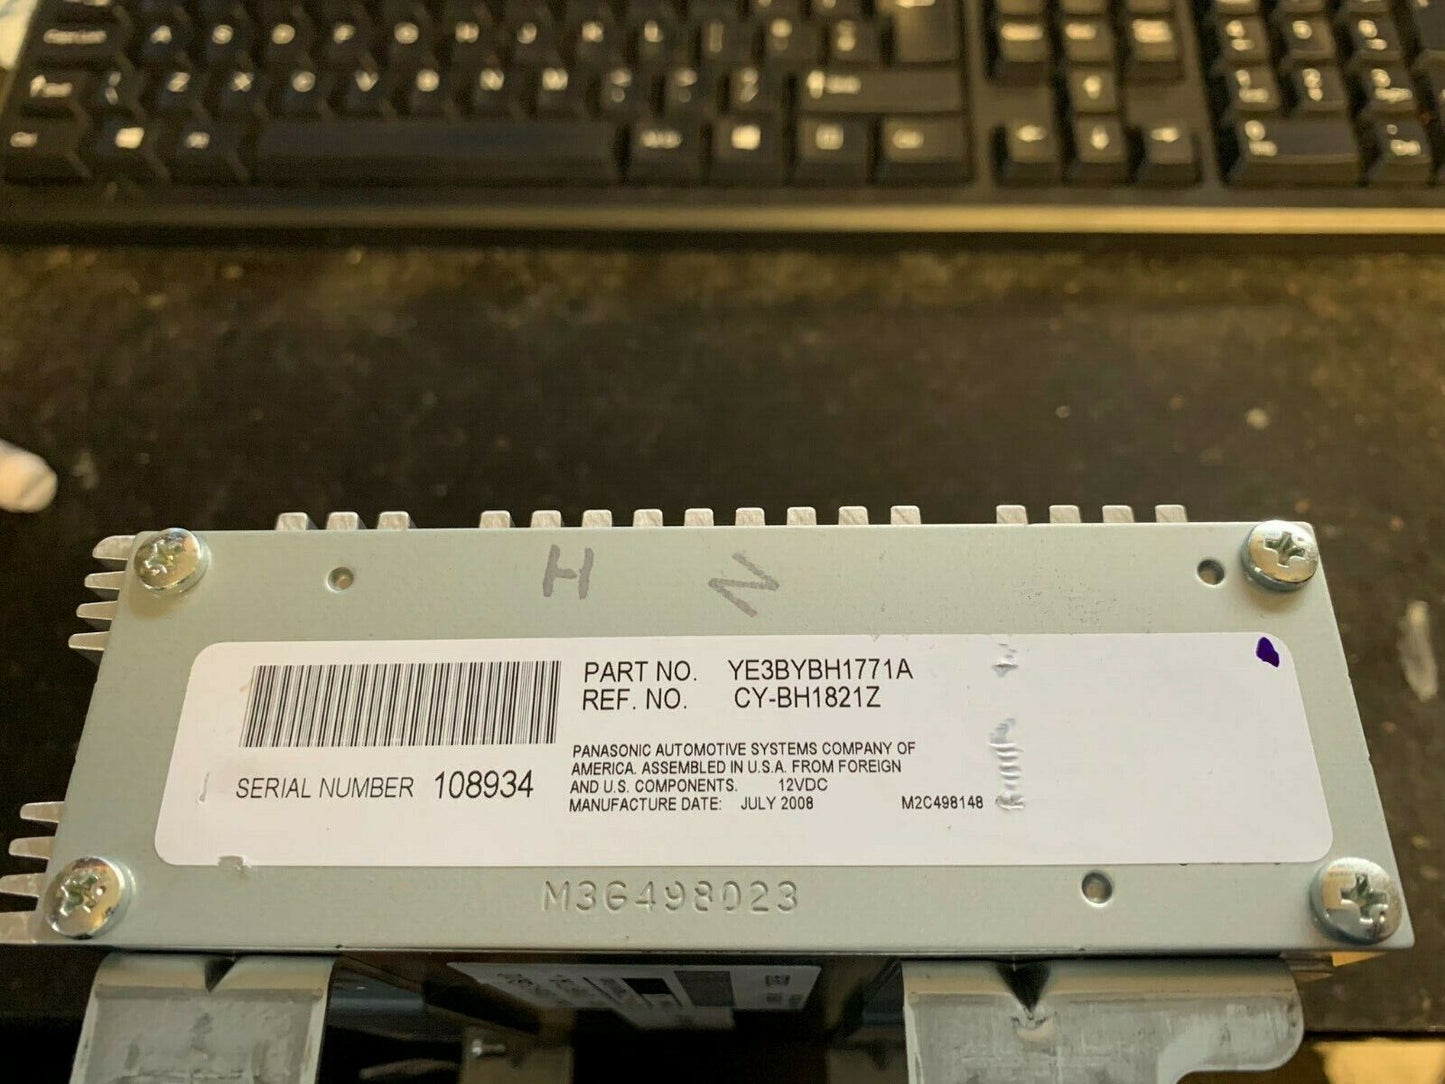 H N
PART NO. YE3BYBH1771A
REF. NO. CY-BH1821Z
PANASONIC AUTOMOTIVE SYSTEMS COMPANY OF
AMERICA. ASSEMBLED IN U.S.A. FROM FOREIGN
AND U.S. COMPONENTS. 12VDC
MANUFACTURE DATE: JULY 2008 M2C498148
SERIAL NUMBER 108934
M36498023